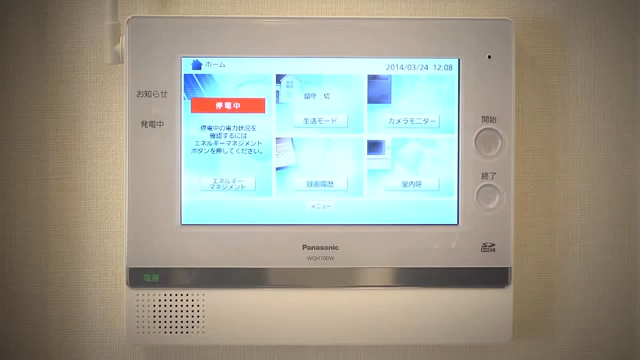 ホーム
2014/03/24 12:08
お知らせ
発電中
停電中
停電中の電力状況を
確認するには
エネルギーマネジメント
ボタンを押してください。
エネルギー
マネジメント
留守 切
生活モード
カメラモニター
録画履歴
室内呼
メニュー
開始
終了
Panasonic
電源